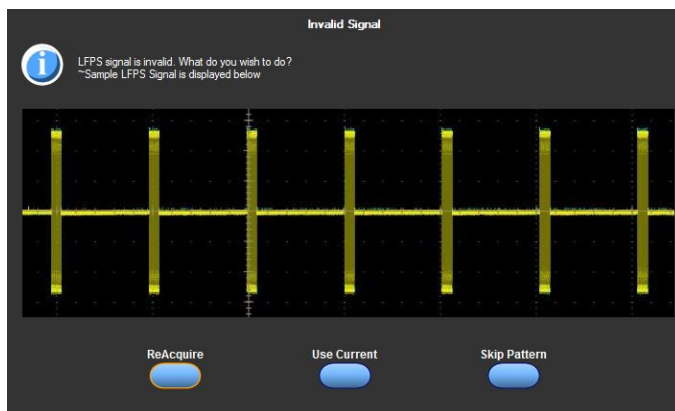 Invalid Signal
LFPS signal is invalid. What do you wish to do?
~Sample LFPS Signal is displayed below
ReAcquire Use Current Skip Pattern